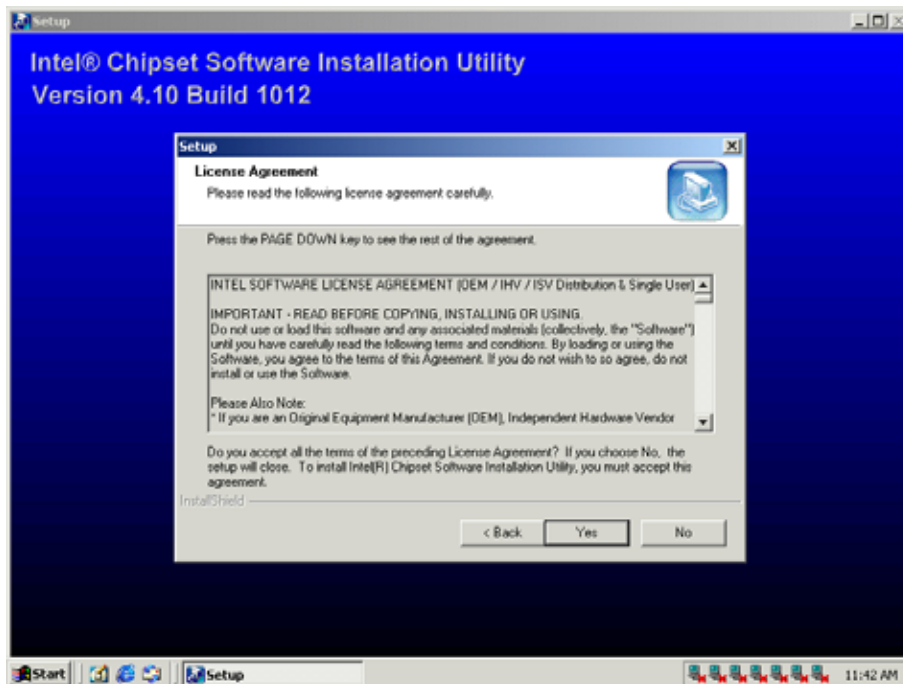 Setup
Intel® Chipset Software Installation Utility
Version 4.10 Build 1012
Setup
License Agreement
Please read the following license agreement carefully.
Press the PAGE DOWN key to see the rest of the agreement.
INTEL SOFTWARE LICENSE AGREEMENT (OEM / IHV / ISV Distribution & Single User)
IMPORTANT - READ BEFORE COPYING, INSTALLING OR USING.
Do not use or load this software and any associated materials (collectively, the "Software")
until you have carefully read the following terms and conditions. By loading or using the
Software, you agree to the terms of this Agreement. If you do not wish to so agree, do not
install or use the Software.
Please Also Note:
* If you are an Original Equipment Manufacturer (OEM), Independent Hardware Vendor
Do you accept all the terms of the preceding License Agreement? If you choose No, the
setup will close. To install Intel(R) Chipset Software Installation Utility, you must accept this
agreement.
InstallShield
< Back
Yes
No
Start
Setup
11:42 AM